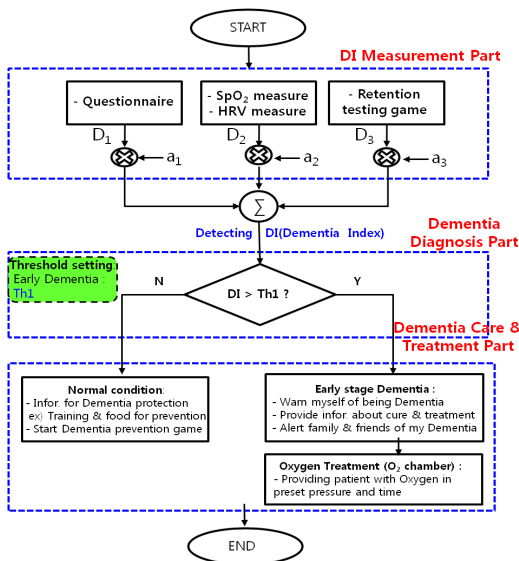 START
DI Measurement Part
- Questionnaire
- SpO₂ measure
- HRV measure
- Retention
testing game
D₁
D₂
D₃
a₁
a₂
a₃
∑
Detecting DI(Dementia Index)
Dementia
Diagnosis Part
Threshold setting
Early Dementia :
Th1
N
DI > Th1 ?
Y
Dementia Care &
Treatment Part
Normal condition:
- Infor. for Dementia protection
ex) Training & food for prevention
- Start Dementia prevention game
Early stage Dementia :
- Warn myself of being Dementia
- Provide infor. about cure & treatment
- Alert family & friends of my Dementia
Oxygen Treatment (O₂ chamber) :
- Providing patient with Oxygen in
preset pressure and time
END